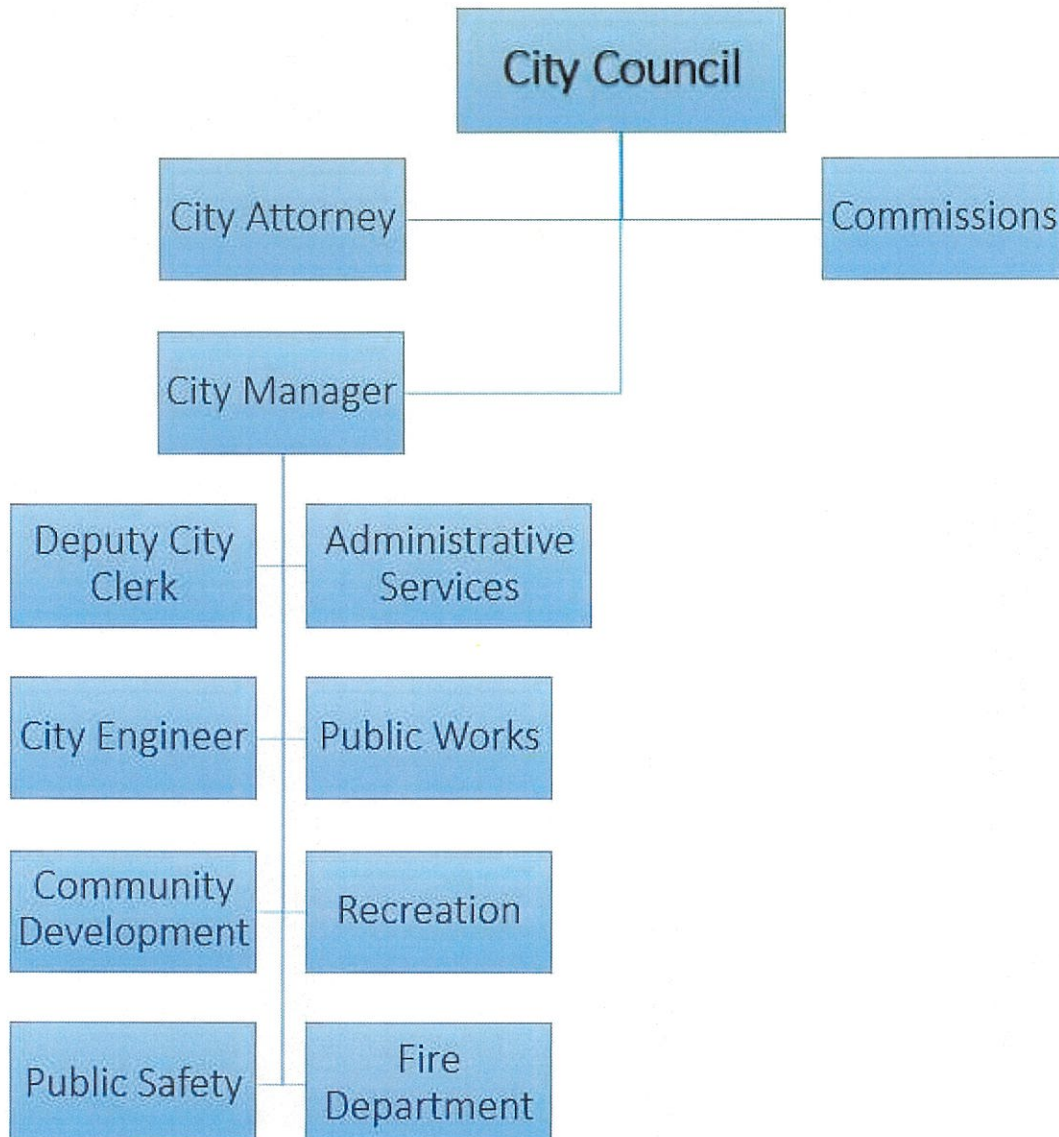 City Council
City Attorney
Commissions
City Manager
Deputy City
Clerk
Administrative
Services
City Engineer
Public Works
Community
Development
Recreation
Public Safety
Fire
Department